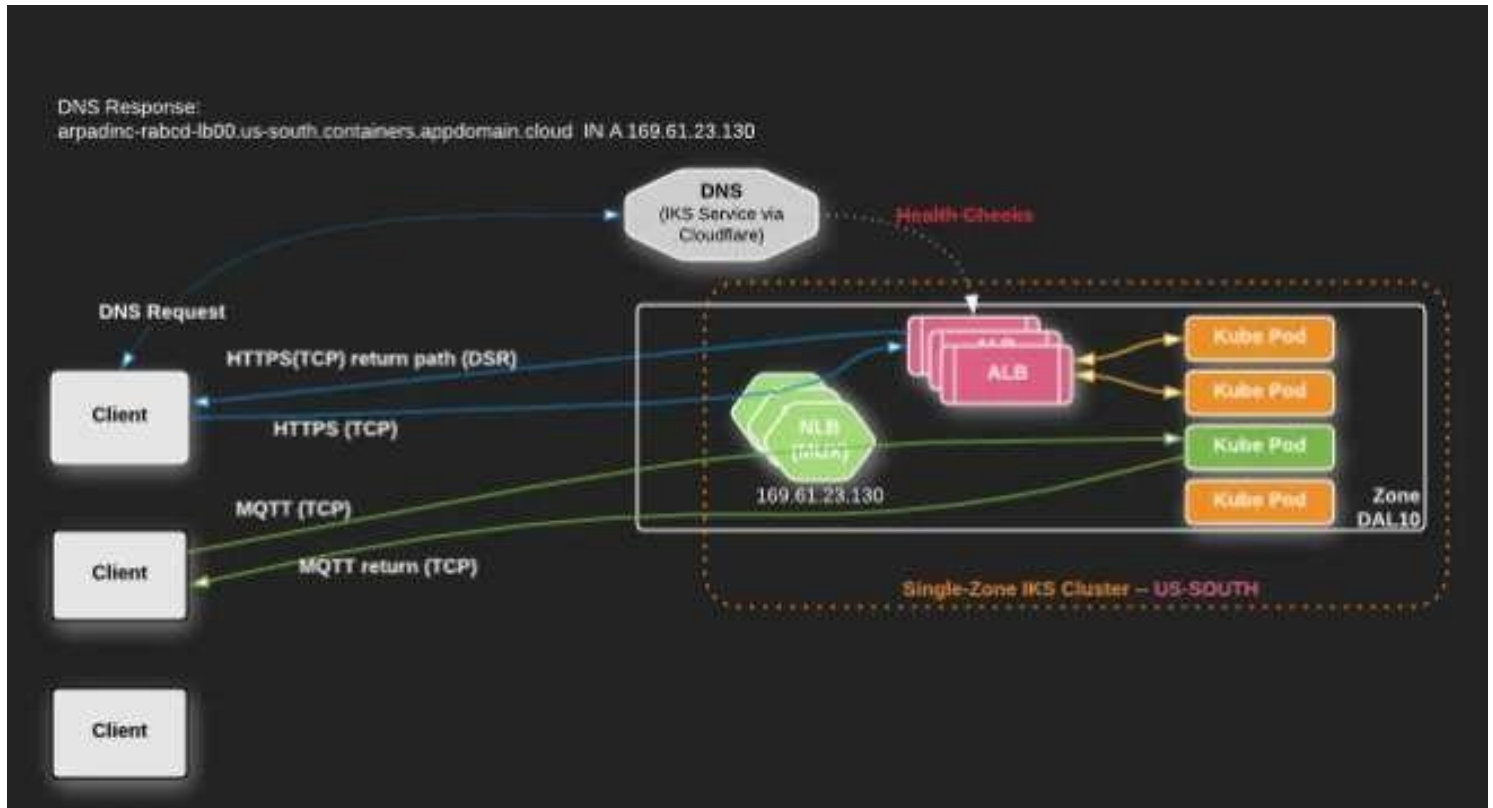 DNS Response:
arpadinc-rabcd-lb00.us-south.containers.appdomain.cloud IN A 169.61.23.130
DNS
(IKS Service via
Cloudflare)
Health Checks
DNS Request
HTTPS(TCP) return path (DSR)
Client
HTTPS (TCP)
ALB
ALB
Kube Pod
Kube Pod
Kube Pod
Kube Pod
NLB
(MUX)
169.61.23.130
Zone
DAL10
MQTT (TCP)
Client
MQTT return (TCP)
Single-Zone IKS Cluster – US-SOUTH
Client